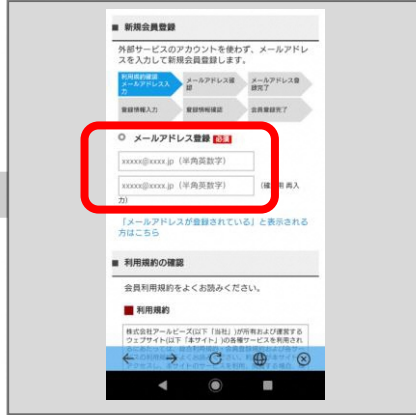 ■ 新規会員登録
外部サービスのアカウントを使わず、メールアドレ
スを入力して新規会員登録します。
利用規約確認
メールアドレス入
力
メールアドレス確
認
メールアドレス登
録完了
登録情報入力
登録情報確認
会員登録完了
メールアドレス登録 必須
xxxxx@xxxx.jp（半角英数字）
xxxxx@xxxx.jp（半角英数字）
(確 用 再入
力)
「メールアドレスが登録されている」と表示される
方はこちら
■ 利用規約の確認
会員利用規約をよくお読みください。
利用規約
株式会社アールビーズ(以下「当社」)が所有および運営する
ウェブサイト(以下「本サイト」)の各種サービスを利用され